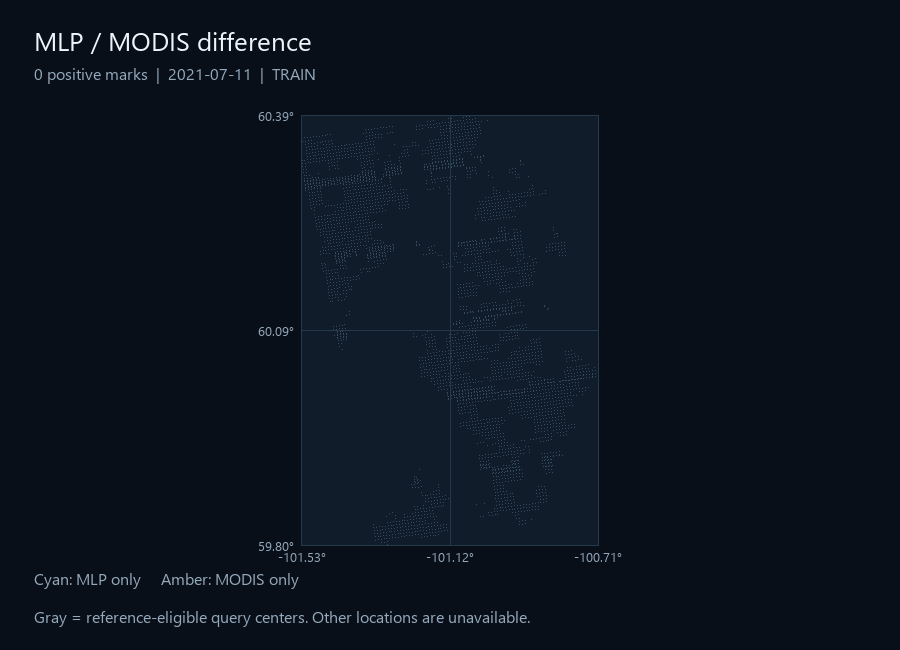 MLP / MODIS difference
0 positive marks | 2021-07-11 | TRAIN
60.39°
60.09°
59.80°
-101.53° -101.12° -100.71°
Cyan: MLP only Amber: MODIS only
Gray = reference-eligible query centers. Other locations are unavailable.